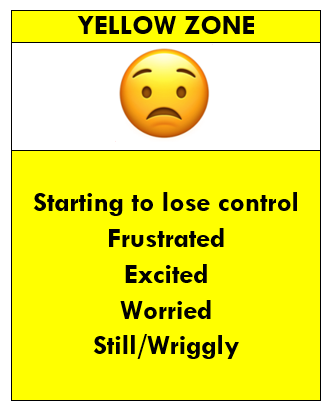 YELLOW ZONE
Starting to lose control
Frustrated
Excited
Worried
Still/Wriggly